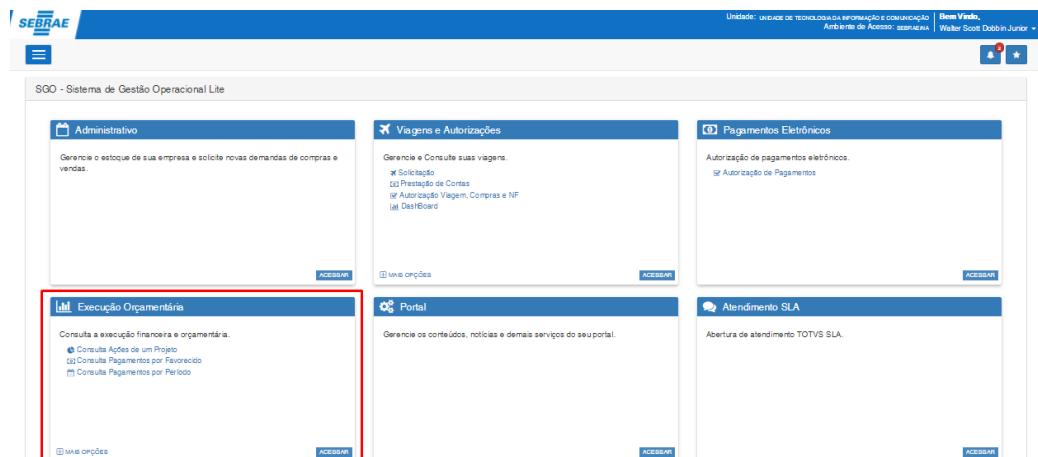 SEBRAE
Unidade: UNIDADE DE TECNOLOGIA DA INFORMAÇÃO E COMUNICAÇÃO
Ambiente de Acesso: SEBRAE/NA
Bem Vindo,
Walter Scott Dobbin Junior
SGO - Sistema de Gestão Operacional Lite
Administrativo
Gerencie o estoque de sua empresa e solicite novas demandas de compras e
vendas.
ACESSAR
Viagens e Autorizações
Gerencie e Consulte suas viagens.
Solicitação
Prestação de Contas
Autorização Viagem, Compras e NF
DashBoard
MAIS OPÇÕES
ACESSAR
Pagamentos Eletrônicos
Autorização de pagamentos eletrônicos.
Autorização de Pagamentos
ACESSAR
Execução Orçamentária
Consulta a execução financeira e orçamentária.
Consulta Ações de um Projeto
Consulta Pagamentos por Favorecido
Consulta Pagamentos por Período
MAIS OPÇÕES
ACESSAR
Portal
Gerencie os conteúdos, notícias e demais serviços do seu portal.
ACESSAR
Atendimento SLA
Abertura de atendimento TOTVS SLA.
ACESSAR